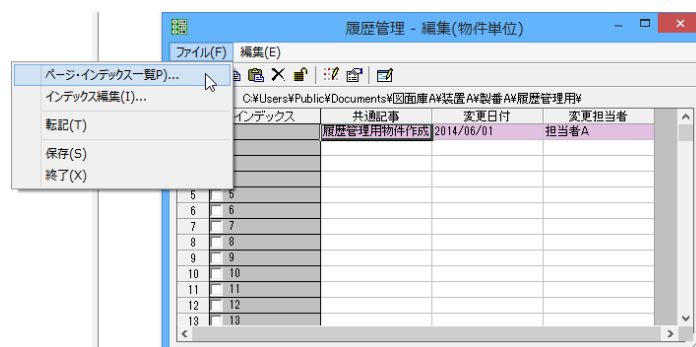 履歴管理 - 編集(物件単位)
ファイル(F) 編集(E)
ページ・インデックス一覧P)...
インデックス編集(I)...
転記(T)
保存(S)
終了(X)
C:¥Users¥Public¥Documents¥図面庫A¥装置A¥製番A¥履歴管理用¥
インデックス 共通記事 変更日付 変更担当者
履歴管理用物件作成 2014/06/01 担当者A
5 5
6 6
7 7
8 8
9 9
10 10
11 11
12 12
13 13